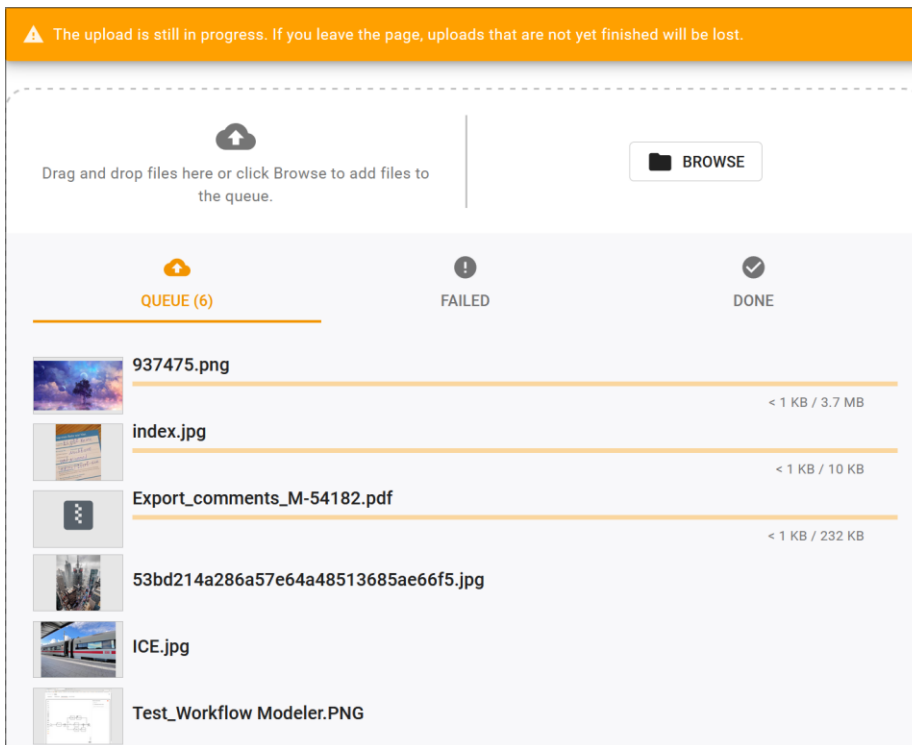 The upload is still in progress. If you leave the page, uploads that are not yet finished will be lost.
Drag and drop files here or click Browse to add files to
the queue.
BROWSE
QUEUE (6)
FAILED
DONE
937475.png
< 1 KB / 3.7 MB
index.jpg
< 1 KB / 10 KB
Export_comments_M-54182.pdf
< 1 KB / 232 KB
53bd214a286a57e64a48513685ae66f5.jpg
ICE.jpg
Test_Workflow Modeler.PNG